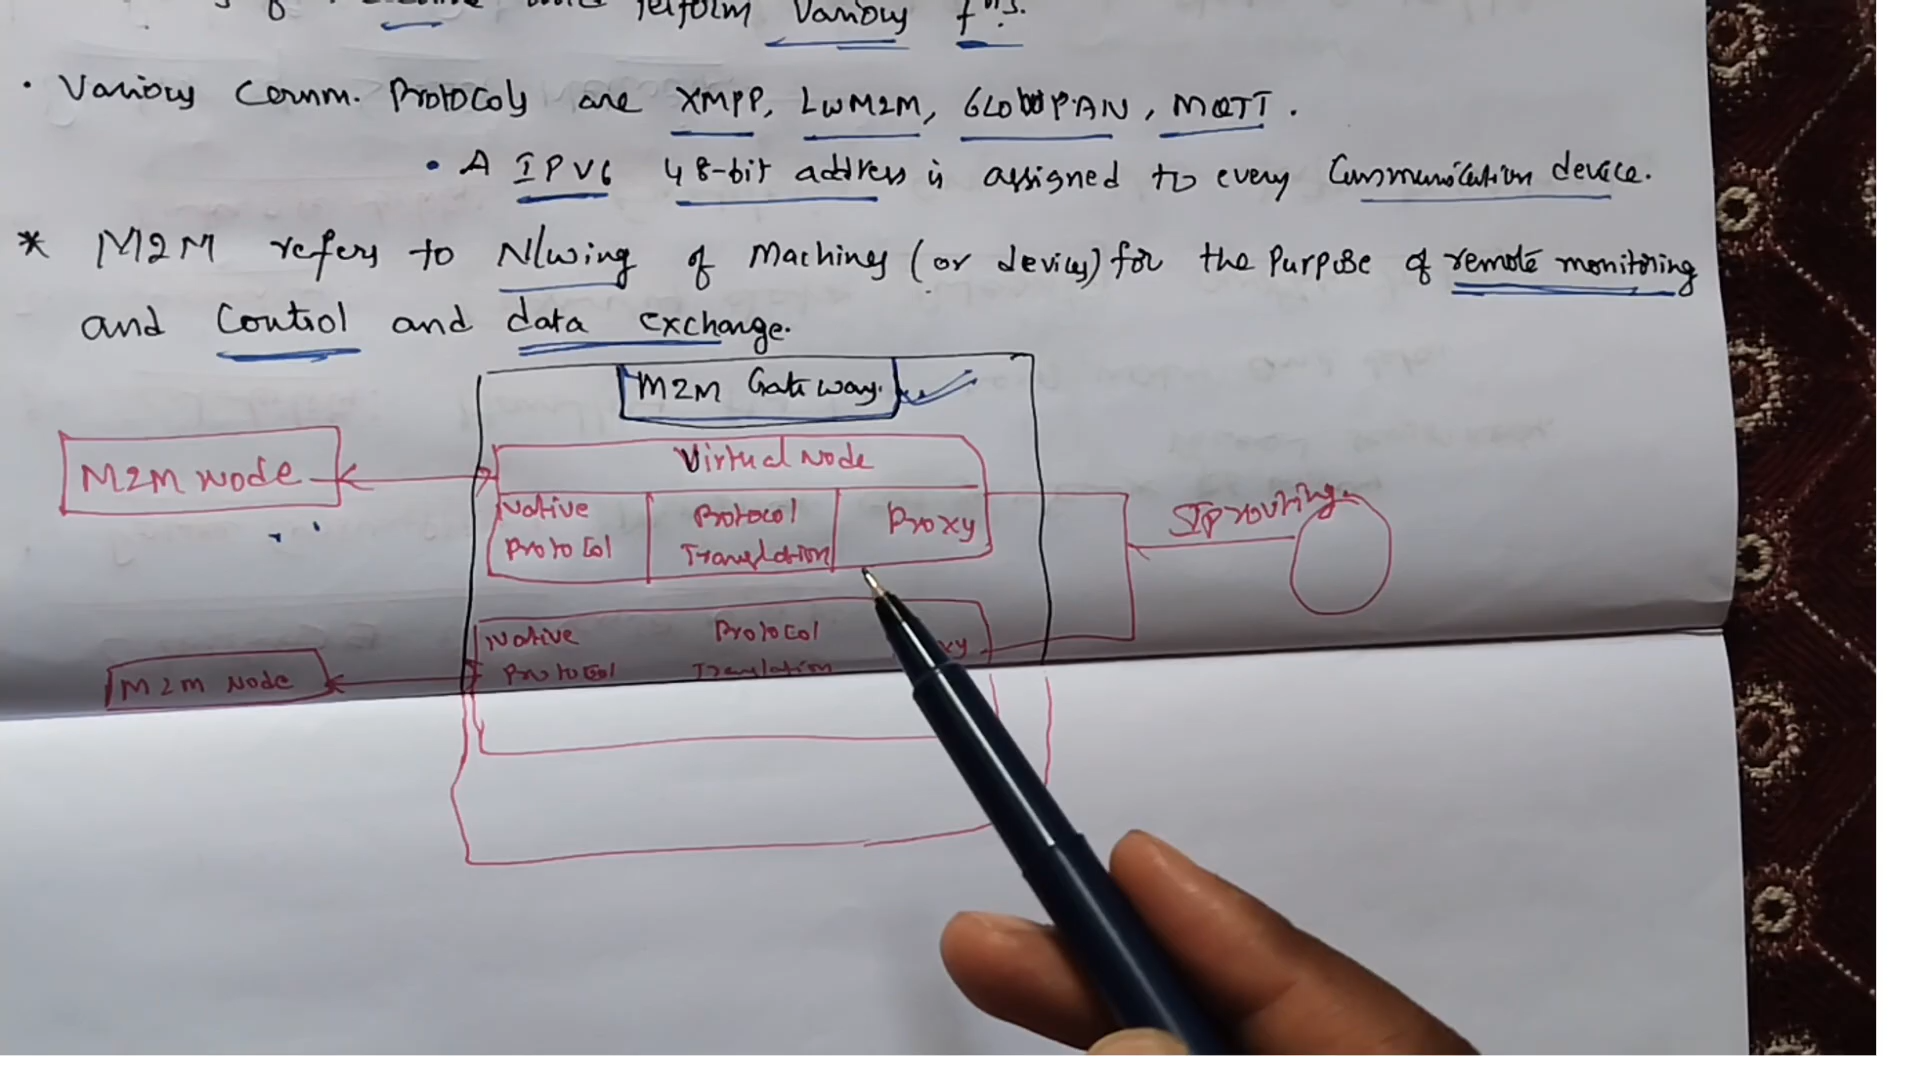 Perform Various fns.
• Various Comm. Protocols are XMPP, LWM2M, 6LOWPAN, MQTT.
• A IPV6 48-bit address is assigned to every Communication device.
* M2M refers to N/wing of Machines (or devices) for the purpose of remote monitoring
and Control and data exchange.
M2M Gateway.
M2M Node
Virtual Node
Native Protocol
Protocol Translation
Proxy
IP routing.
M2M Node
Native Protocol
Protocol Translation
xy